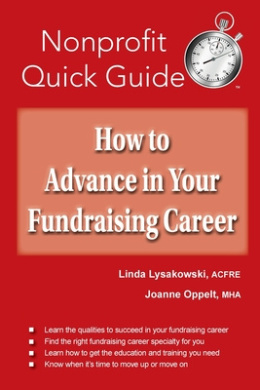 Nonprofit
Quick Guide
™
How to
Advance in Your
Fundraising Career
Linda Lysakowski, ACFRE
Joanne Oppelt, MHA
Learn the qualities to succeed in your fundraising career
Find the right fundraising career specialty for you
Learn how to get the education and training you need
Know when it's time to move up or move on